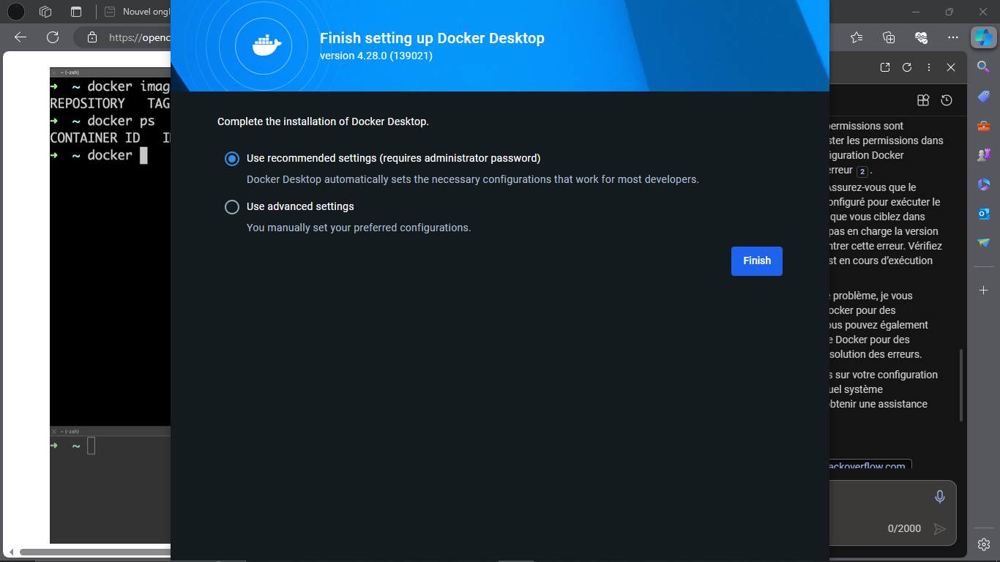 Nouvel ongl
https://openc
~ (-zsh)
→ ~ docker imag
REPOSITORY TAG
→ ~ docker ps
CONTAINER ID I
→ ~ docker
~ (-zsh)
→ ~
Finish setting up Docker Desktop
version 4.28.0 (139021)
Complete the installation of Docker Desktop.
Use recommended settings (requires administrator password)
Docker Desktop automatically sets the necessary configurations that work for most developers.
Use advanced settings
You manually set your preferred configurations.
Finish
ermissions sont
ster les permissions dans
iguration Docker
erreur 2 .
Assurez-vous que le
onfiguré pour exécuter le
que vous ciblez dans
pas en charge la version
ntrer cette erreur. Vérifiez
st en cours d'exécution
problème, je vous
ocker pour des
ous pouvez également
e Docker pour des
solution des erreurs.
s sur votre configuration
uel système
btenir une assistance
ackoverflow.com
0/2000